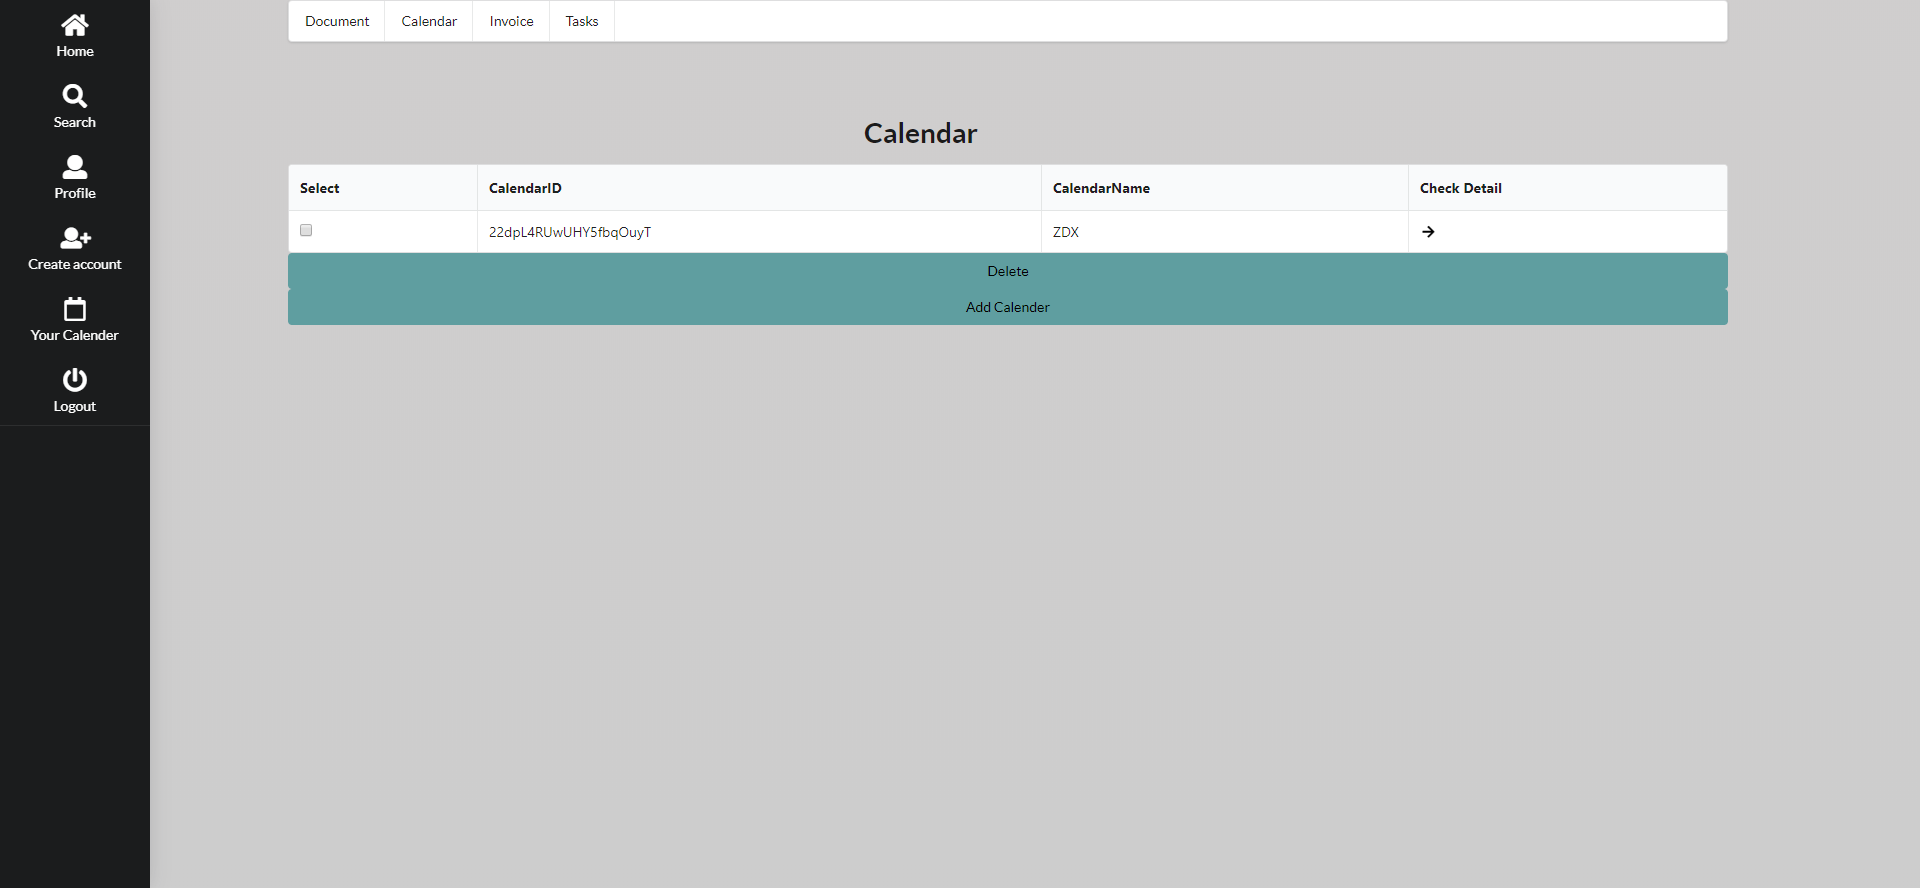 Home
Search
Profile
Create account
Your Calender
Logout
Document Calendar Invoice Tasks
Calendar
Select CalendarID CalendarName Check Detail
22dpL4RUwUHY5fbqOuyT ZDX
Delete
Add Calender